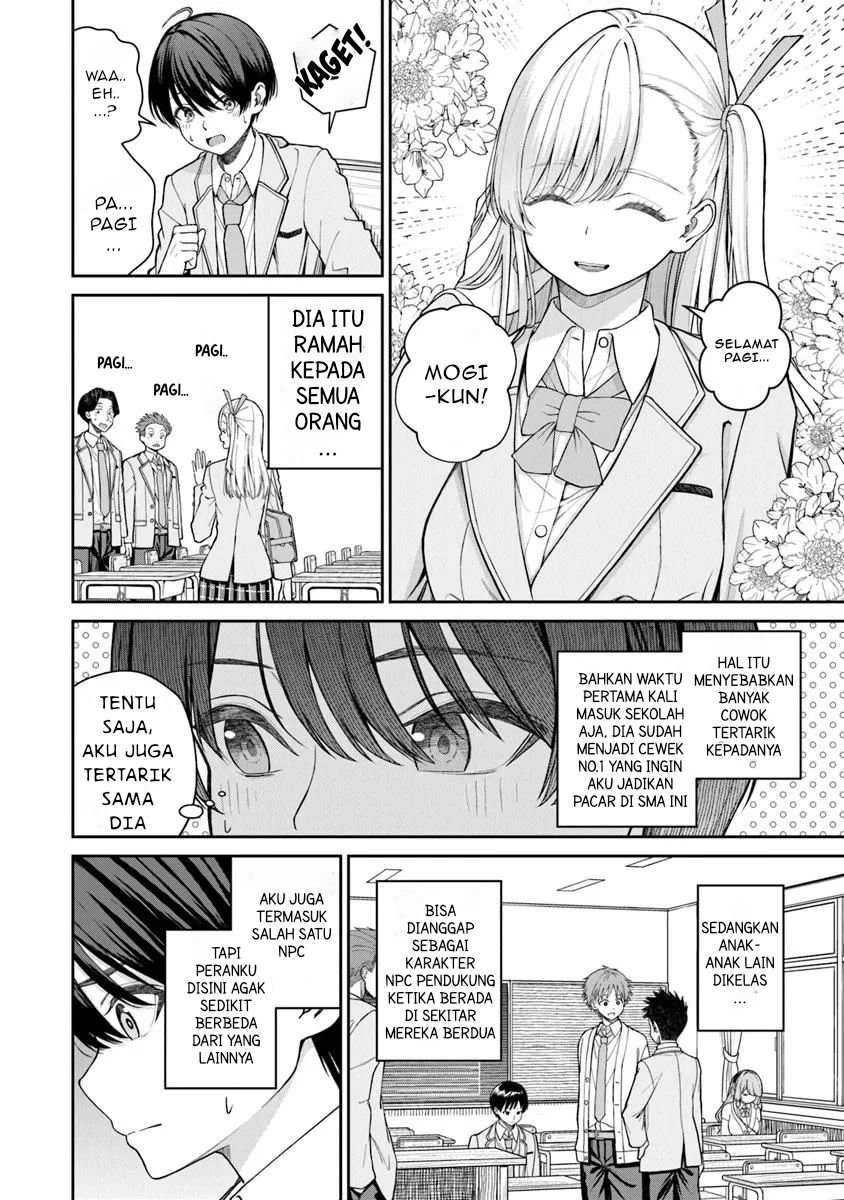 SELAMAT
PAGI...
MOGI
-KUN!
KAGET!
WAA..
EH..
...?
PA...
PAGI
...
DIA ITU
RAMAH
KEPADA
SEMUA
ORANG
...
PAGI..
PAGI..
PAGI..
HAL ITU
MENYEBABKAN
BANYAK
COWOK
TERTARIK
KEPADANYA
BAHKAN WAKTU
PERTAMA KALI
MASUK SEKOLAH
AJA, DIA SUDAH
MENJADI CEWEK
NO.1 YANG INGIN
AKU JADIKAN
PACAR DI SMA INI
TENTU
SAJA,
AKU JUGA
TERTARIK
SAMA
DIA
SEDANGKAN
ANAK-
ANAK LAIN
DIKELAS
...
BISA
DIANGGAP
SEBAGAI
KARAKTER
NPC PENDUKUNG
KETIKA BERADA
DI SEKITAR
MEREKA BERDUA
AKU JUGA
TERMASUK
SALAH SATU
NPC
TAPI
PERANKU
DISINI AGAK
SEDIKIT
BERBEDA
DARI YANG
LAINNYA